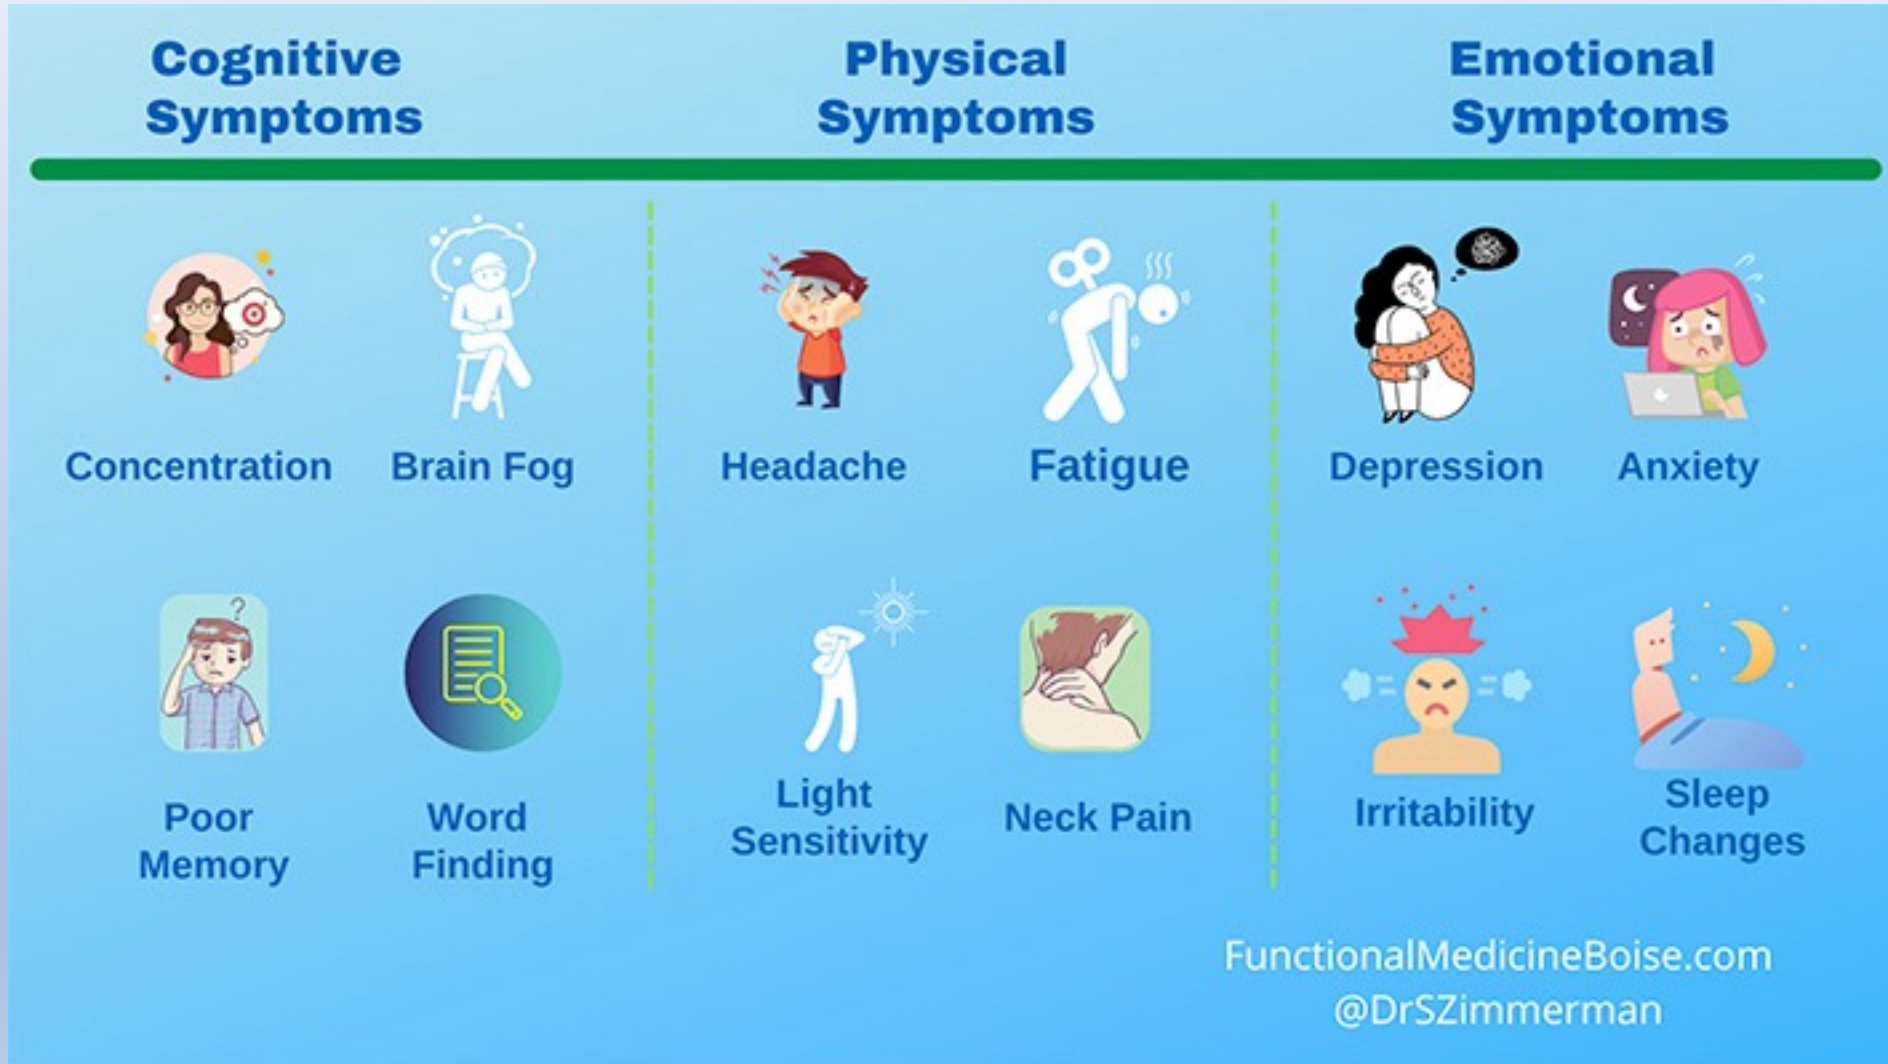 Cognitive
Symptoms
Physical
Symptoms
Emotional
Symptoms
Concentration
Brain Fog
Poor
Memory
Word
Finding
Headache
Fatigue
Light
Sensitivity
Neck Pain
Depression
Anxiety
Irritability
Sleep
Changes
FunctionalMedicineBoise.com
@DrSZimmerman